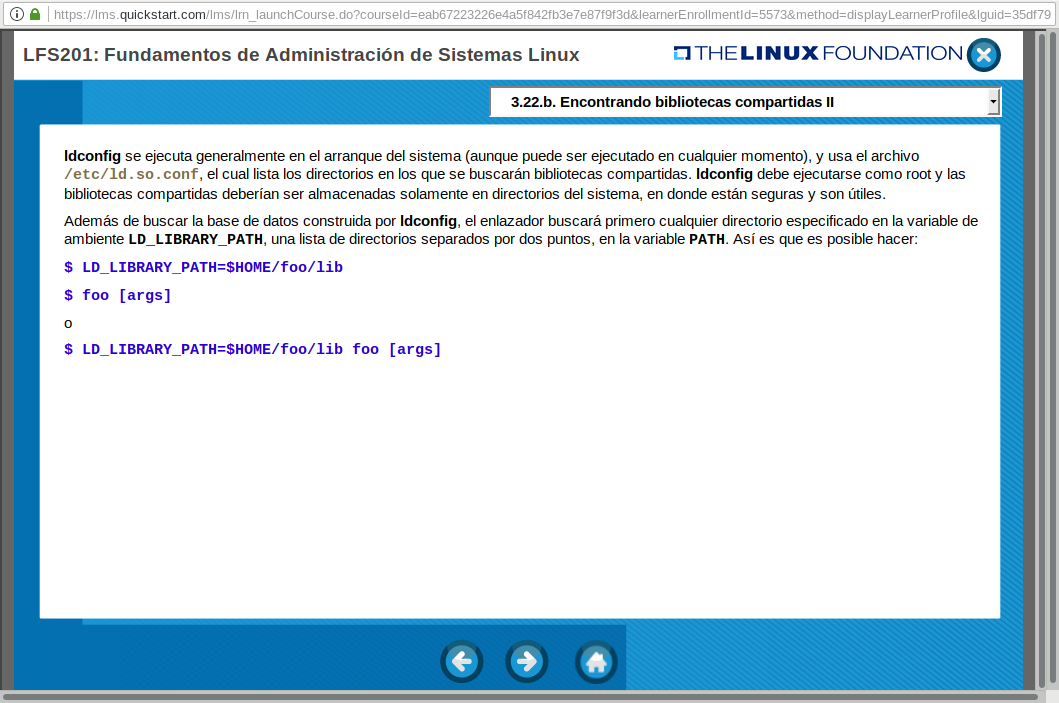 https://lms.quickstart.com/lms/lrn_launchCourse.do?courseId=eab67223226e4a5f842fb3e7e87f9f3d&learnerEnrollmentId=5573&method=displayLearnerProfile&lguid=35df79
LFS201: Fundamentos de Administración de Sistemas Linux
THE LINUX FOUNDATION
3.22.b. Encontrando bibliotecas compartidas II
ldconfig se ejecuta generalmente en el arranque del sistema (aunque puede ser ejecutado en cualquier momento), y usa el archivo
/etc/ld.so.conf, el cual lista los directorios en los que se buscarán bibliotecas compartidas. ldconfig debe ejecutarse como root y las
bibliotecas compartidas deberían ser almacenadas solamente en directorios del sistema, en donde están seguras y son útiles.
Además de buscar la base de datos construida por ldconfig, el enlazador buscará primero cualquier directorio especificado en la variable de
ambiente LD_LIBRARY_PATH, una lista de directorios separados por dos puntos, en la variable PATH. Así es que es posible hacer:
$ LD_LIBRARY_PATH=$HOME/foo/lib
$ foo [args]
o
$ LD_LIBRARY_PATH=$HOME/foo/lib foo [args]